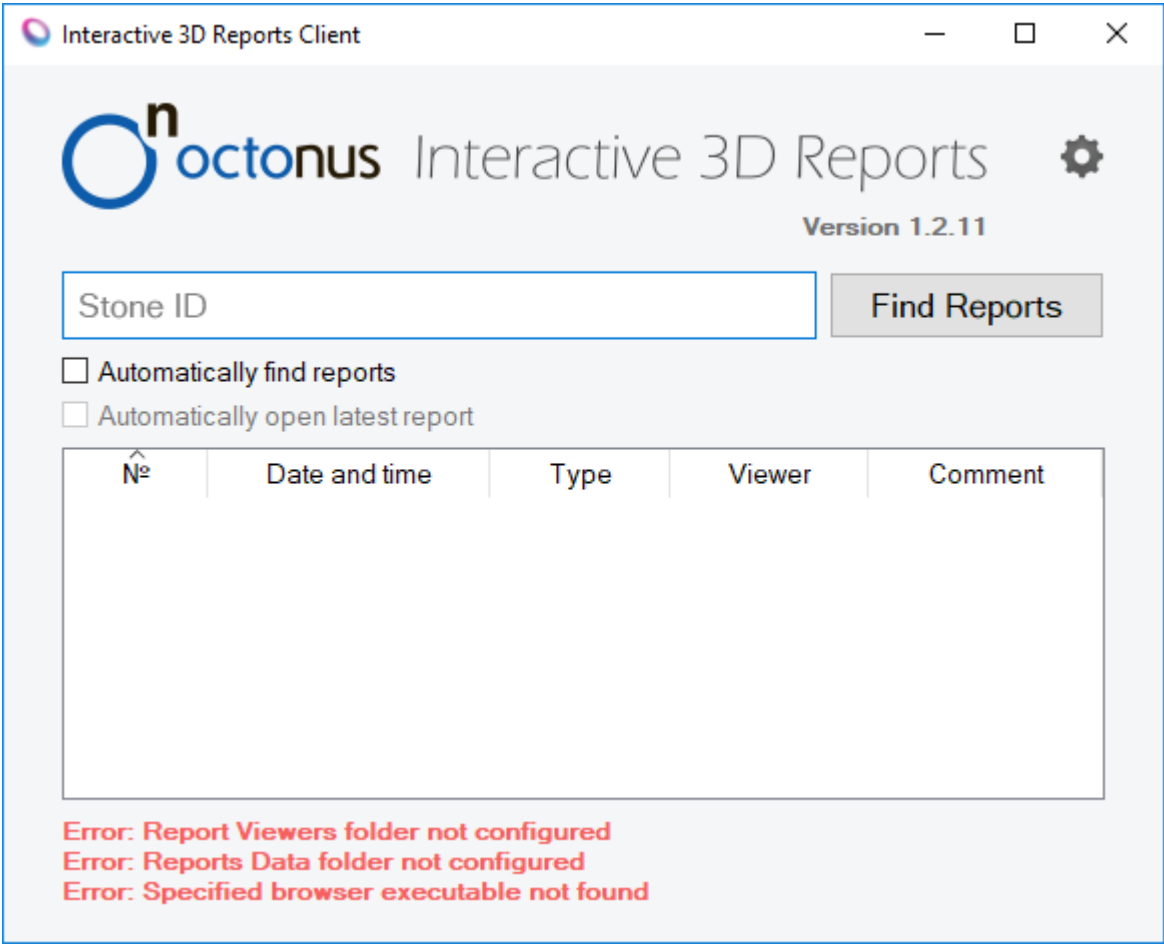 Interactive 3D Reports Client
octonus Interactive 3D Reports
Version 1.2.11
Stone ID
Find Reports
Automatically find reports
Automatically open latest report
№ Date and time Type Viewer Comment
Error: Report Viewers folder not configured
Error: Reports Data folder not configured
Error: Specified browser executable not found